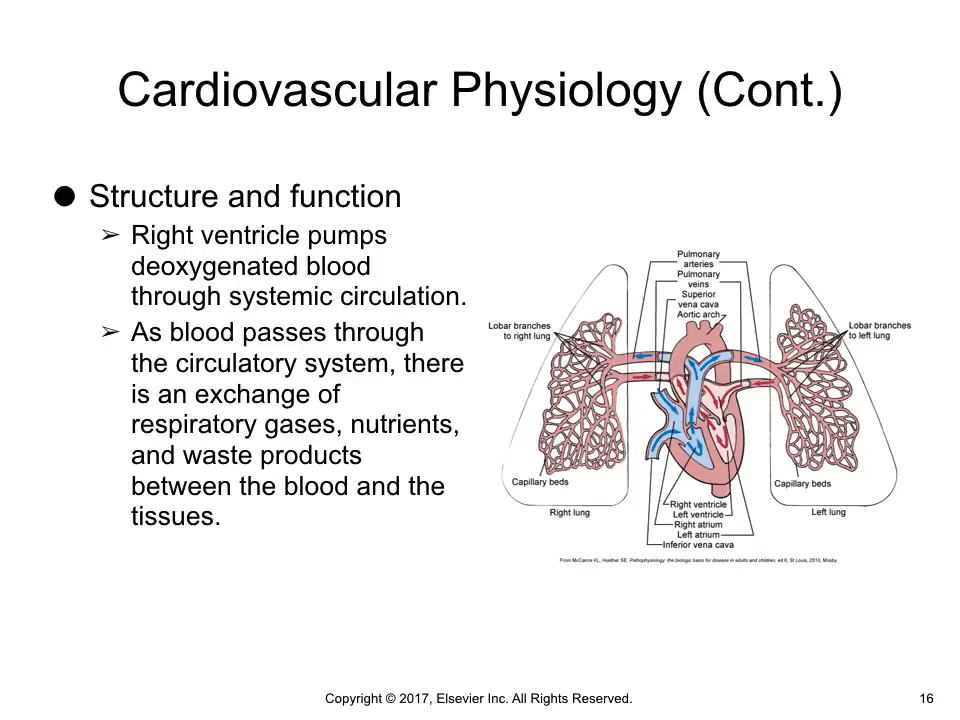 Cardiovascular Physiology (Cont.)
● Structure and function
➢ Right ventricle pumps
deoxygenated blood
through systemic circulation.
➢ As blood passes through
the circulatory system, there
is an exchange of
respiratory gases, nutrients,
and waste products
between the blood and the
tissues.
Pulmonary
arteries
Pulmonary
veins
Superior
vena cava
Aortic arch
Lobar branches
to right lung
Lobar branches
to left lung
Capillary beds
Capillary beds
Right lung
Left lung
Right ventricle
Left ventricle
Right atrium
Left atrium
Inferior vena cava
From McCance KL, Huether SE: Pathophysiology: the biologic basis for disease in adults and children, ed 6, St Louis, 2010, Mosby.
Copyright © 2017, Elsevier Inc. All Rights Reserved.
16